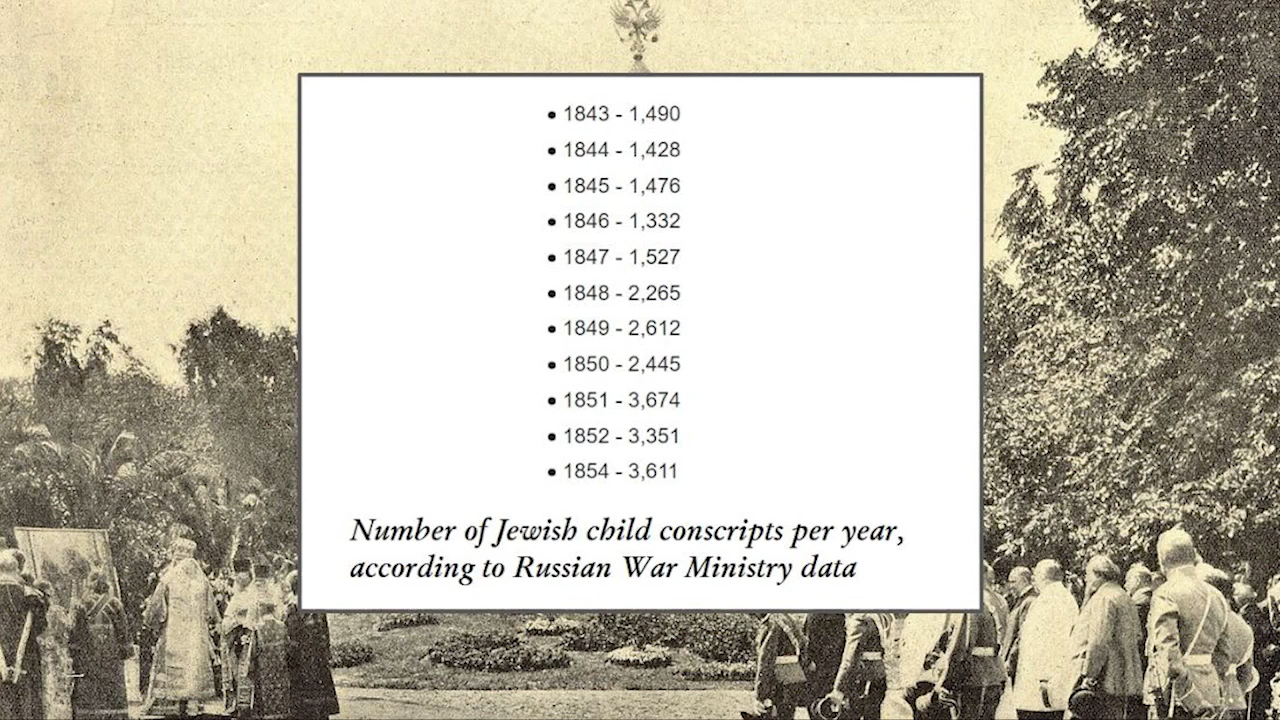 • 1843 - 1,490
• 1844 - 1,428
• 1845 - 1,476
• 1846 - 1,332
• 1847 - 1,527
• 1848 - 2,265
• 1849 - 2,612
• 1850 - 2,445
• 1851 - 3,674
• 1852 - 3,351
• 1854 - 3,611
Number of Jewish child conscripts per year,
according to Russian War Ministry data